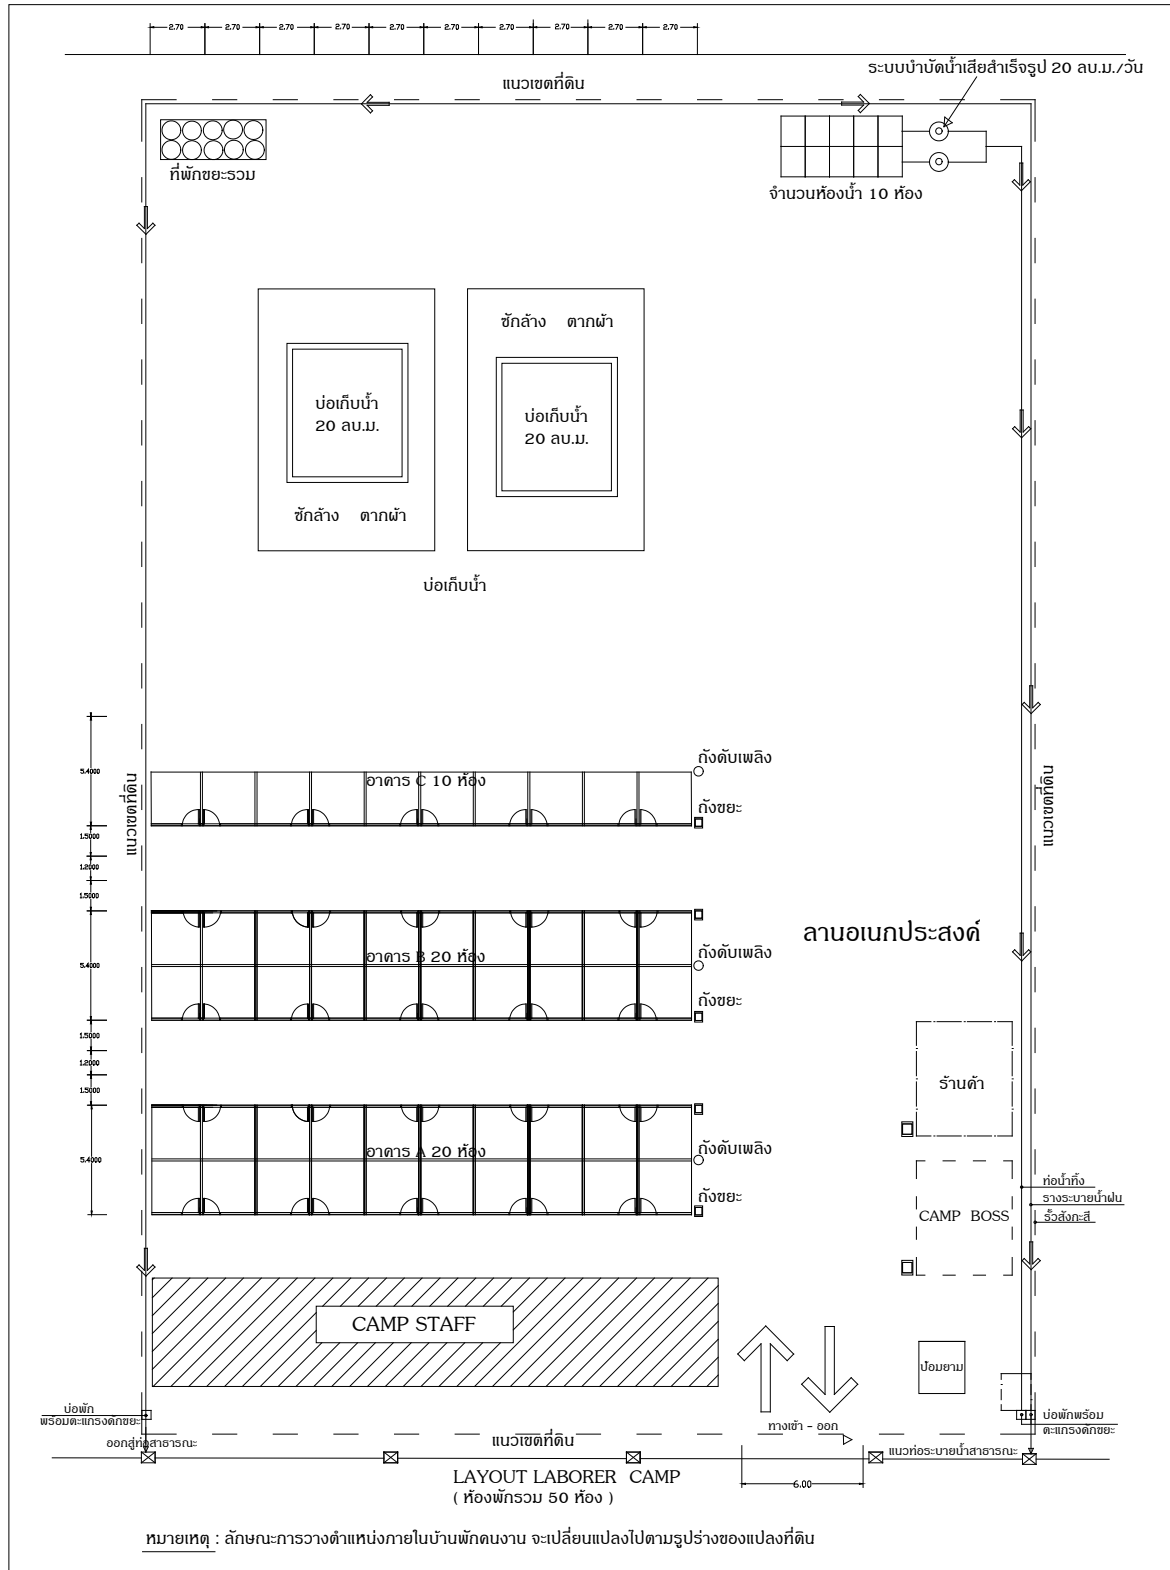 2.70 2.70 2.70 2.70 2.70 2.70 2.70 2.70 2.70 2.70
ระบบบำบัดน้ำเสียสำเร็จรูป 20 ลบ.ม./วัน
แนวเขตที่ดิน
ที่พักขยะรวม
จำนวนห้องน้ำ 10 ห้อง
ซักล้าง ตากผ้า
บ่อเก็บน้ำ
20 ลบ.ม.
บ่อเก็บน้ำ
20 ลบ.ม.
ซักล้าง ตากผ้า
บ่อเก็บน้ำ
แนวเขตที่ดิน
แนวเขตที่ดิน
5.4000
1.5000
1.2000
1.5000
5.4000
1.5000
1.2000
1.5000
5.4000
ถังดับเพลิง
อาคาร C 10 ห้อง
ถังขยะ
ลานอเนกประสงค์
อาคาร B 20 ห้อง
ถังดับเพลิง
ถังขยะ
ร้านค้า
อาคาร A 20 ห้อง
ถังดับเพลิง
ถังขยะ
ท่อน้ำทิ้ง
รางระบายน้ำฝน
รั้วสังกะสี
CAMP BOSS
CAMP STAFF
ป้อมยาม
บ่อพัก
พร้อมตะแกรงดักขยะ
ออกสู่ท่อสาธารณะ
ทางเข้า - ออก
บ่อพักพร้อม
ตะแกรงดักขยะ
แนวเขตที่ดิน
แนวท่อระบายน้ำสาธารณะ
6.00
LAYOUT LABORER CAMP
( ห้องพักรวม 50 ห้อง )
หมายเหตุ : ลักษณะการวางตำแหน่งภายในบ้านพักคนงาน จะเปลี่ยนแปลงไปตามรูปร่างของแปลงที่ดิน